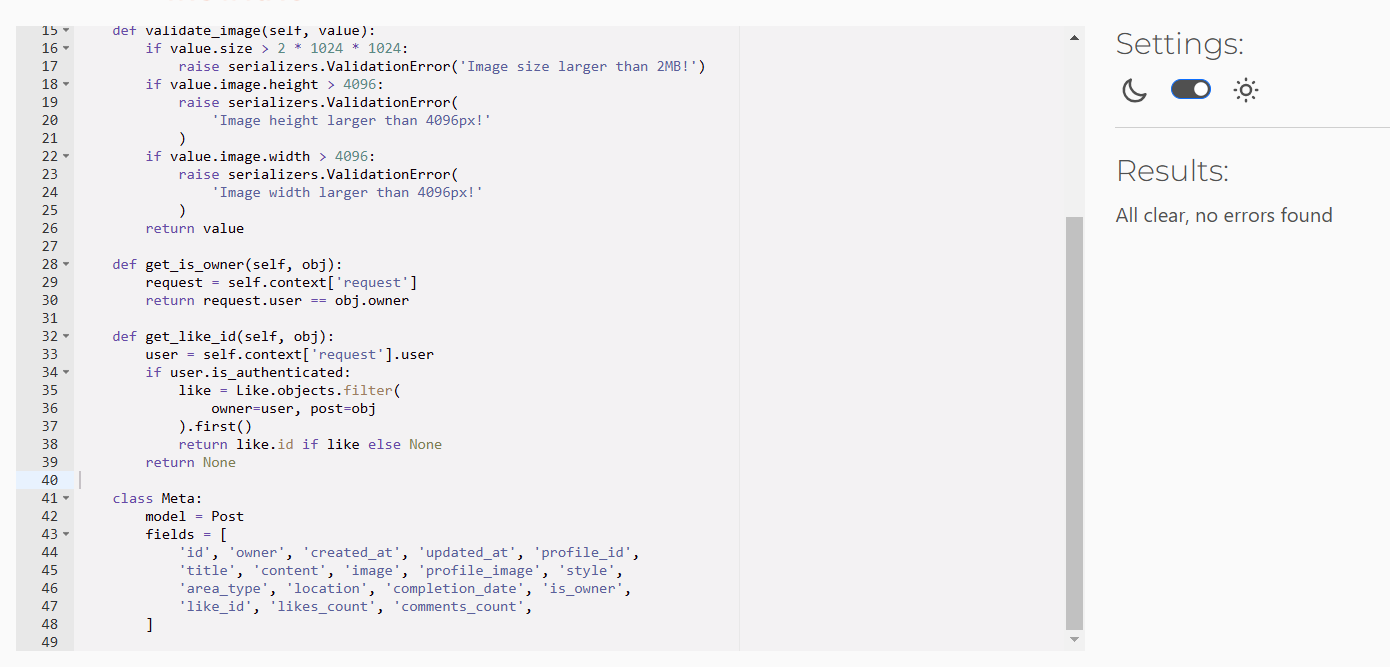 15 def validate_image(self, value):
16 if value.size > 2 * 1024 * 1024:
17 raise serializers.ValidationError('Image size larger than 2MB!')
18 if value.image.height > 4096:
19 raise serializers.ValidationError(
20 'Image height larger than 4096px!'
21 )
22 if value.image.width > 4096:
23 raise serializers.ValidationError(
24 'Image width larger than 4096px!'
25 )
26 return value
27
28 def get_is_owner(self, obj):
29 request = self.context['request']
30 return request.user == obj.owner
31
32 def get_like_id(self, obj):
33 user = self.context['request'].user
34 if user.is_authenticated:
35 like = Like.objects.filter(
36 owner=user, post=obj
37 ).first()
38 return like.id if like else None
39 return None
40
41 class Meta:
42 model = Post
43 fields = [
44 'id', 'owner', 'created_at', 'updated_at', 'profile_id',
45 'title', 'content', 'image', 'profile_image', 'style',
46 'area_type', 'location', 'completion_date', 'is_owner',
47 'like_id', 'likes_count', 'comments_count',
48 ]
49
Settings:
Results:
All clear, no errors found